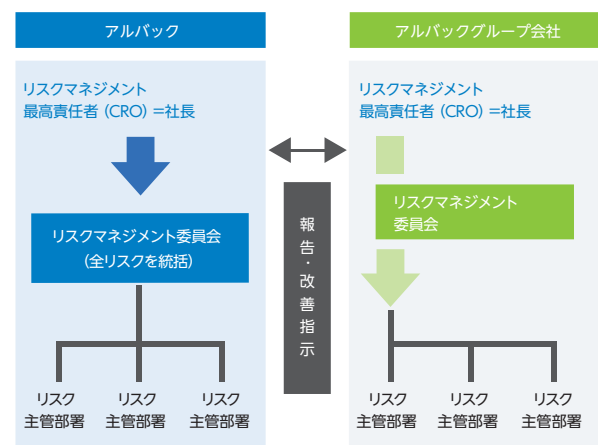 アルバック
リスクマネジメント
最高責任者（CRO）＝社長
リスクマネジメント委員会
（全リスクを統括）
リスク
主管部署
リスク
主管部署
リスク
主管部署
報告・改善指示
アルバックグループ会社
リスクマネジメント
最高責任者（CRO）＝社長
リスクマネジメント
委員会
リスク
主管部署
リスク
主管部署
リスク
主管部署